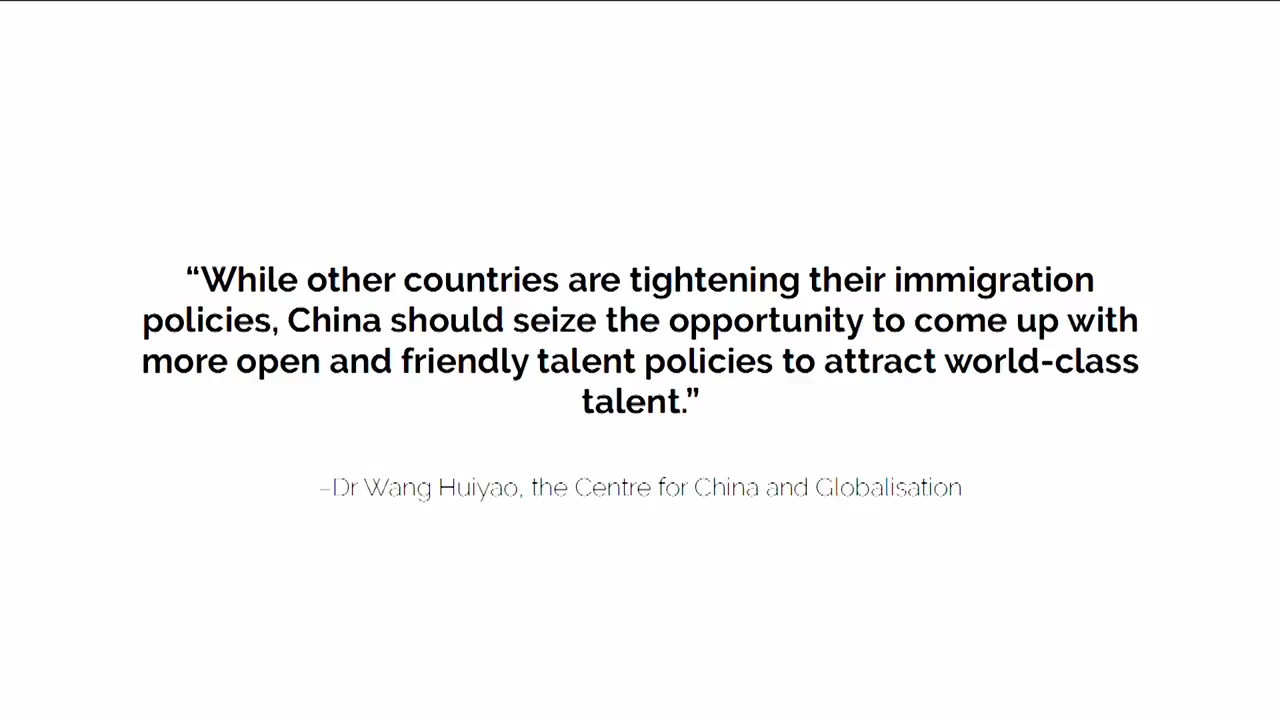 “While other countries are tightening their immigration
policies, China should seize the opportunity to come up with
more open and friendly talent policies to attract world-class
talent.”
–Dr Wang Huiyao, the Centre for China and Globalisation